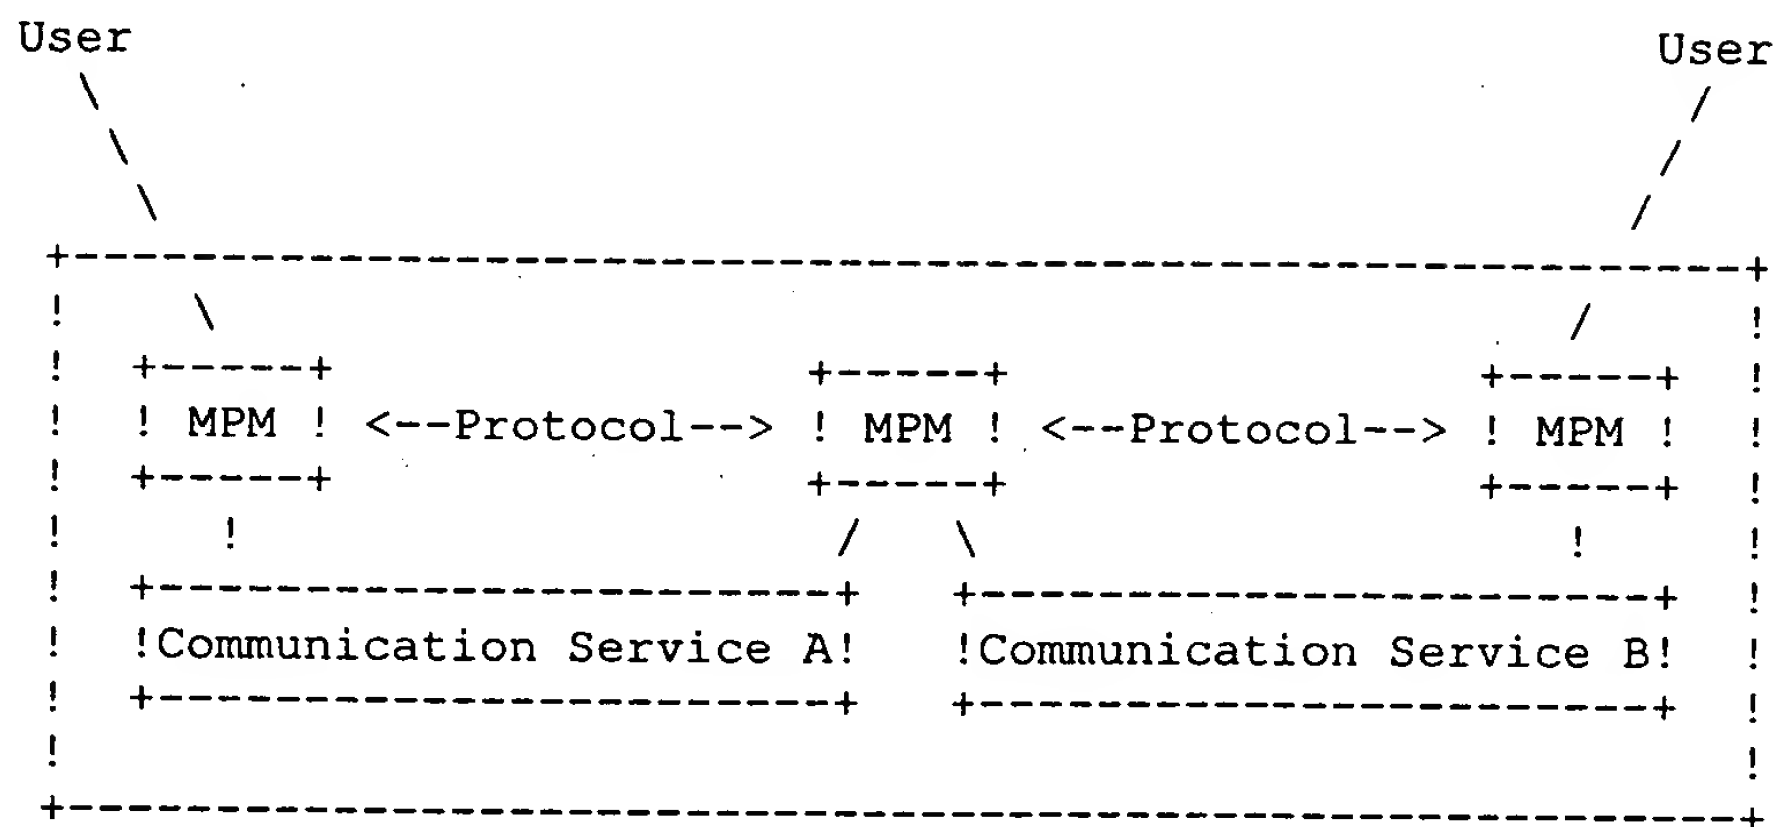 User User
MPM <--Protocol--> MPM <--Protocol--> MPM
Communication Service A Communication Service B